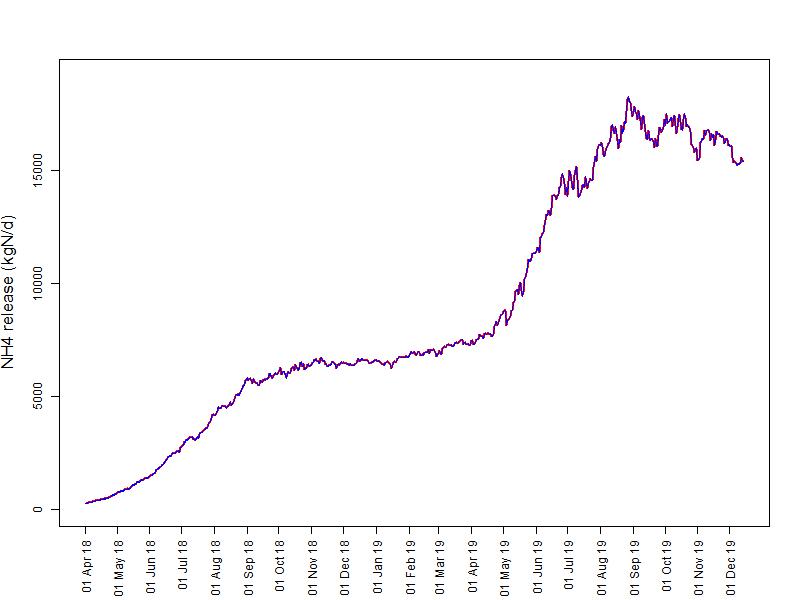 NH4 release (kgN/d)
15000
10000
5000
0
01 Apr 18
01 May 18
01 Jun 18
01 Jul 18
01 Aug 18
01 Sep 18
01 Oct 18
01 Nov 18
01 Dec 18
01 Jan 19
01 Feb 19
01 Mar 19
01 Apr 19
01 May 19
01 Jun 19
01 Jul 19
01 Aug 19
01 Sep 19
01 Oct 19
01 Nov 19
01 Dec 19